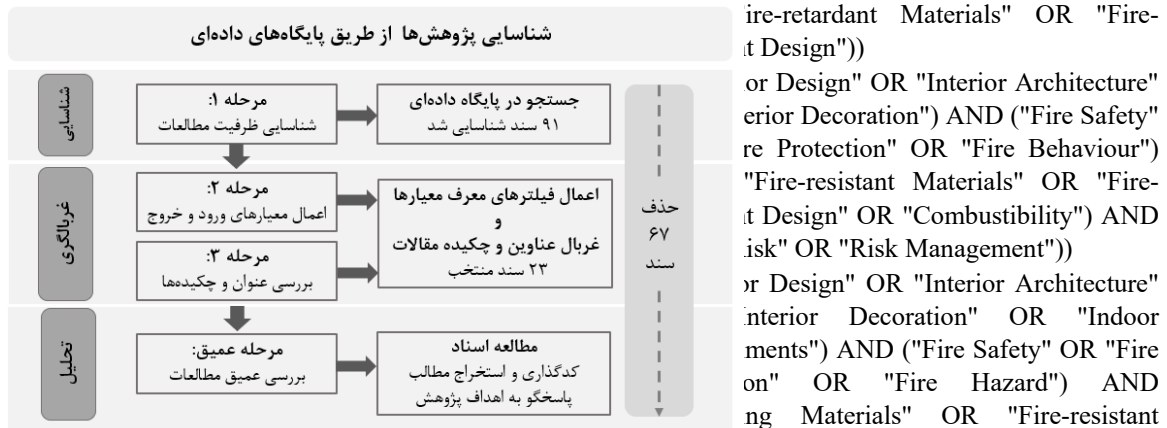 شناسایی پژوهش‌ها از طریق پایگاه‌های داده‌ای
شناسایی
مرحله ۱:
شناسایی ظرفیت مطالعات
جستجو در پایگاه داده‌ای
۹۱ سند شناسایی شد
غربالگری
مرحله ۲:
اعمال معیارهای ورود و خروج
مرحله ۳:
بررسی عنوان و چکیده‌ها
اعمال فیلترهای معرف معیارها
و
غربال عناوین و چکیده مقالات
۲۳ سند منتخب
حذف
۶۷
سند
تحلیل
مرحله عمیق:
بررسی عمیق مطالعات
مطالعه اسناد
کدگذاری و استخراج مطالب
پاسخگو به اهداف پژوهش
ire-retardant Materials" OR "Fire-
t Design"))
or Design" OR "Interior Architecture"
erior Decoration") AND ("Fire Safety"
re Protection" OR "Fire Behaviour")
"Fire-resistant Materials" OR "Fire-
t Design" OR "Combustibility") AND
isk" OR "Risk Management"))
or Design" OR "Interior Architecture"
nterior Decoration" OR "Indoor
ments") AND ("Fire Safety" OR "Fire
on" OR "Fire Hazard") AND
ng Materials" OR "Fire-resistant